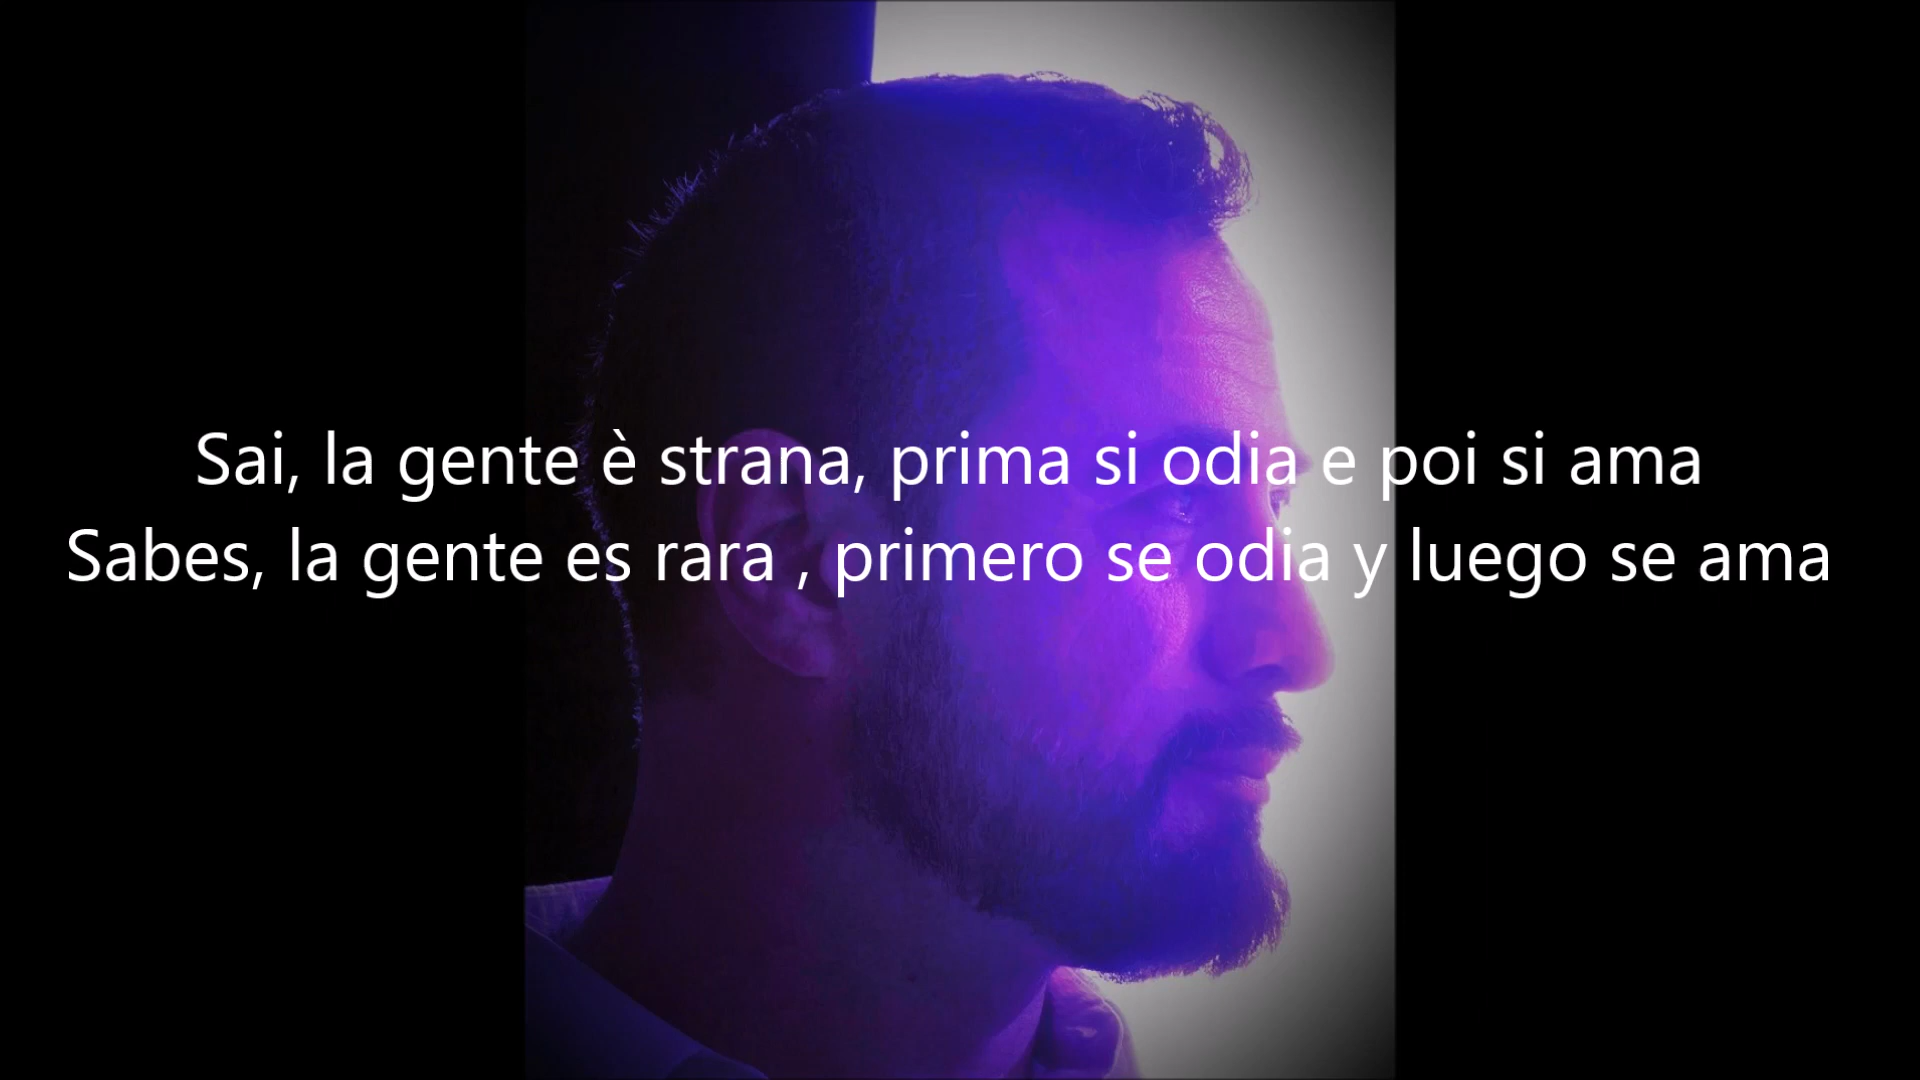 Sai, la gente è strana, prima si odia e poi si ama
Sabes, la gente es rara , primero se odia y luego se ama